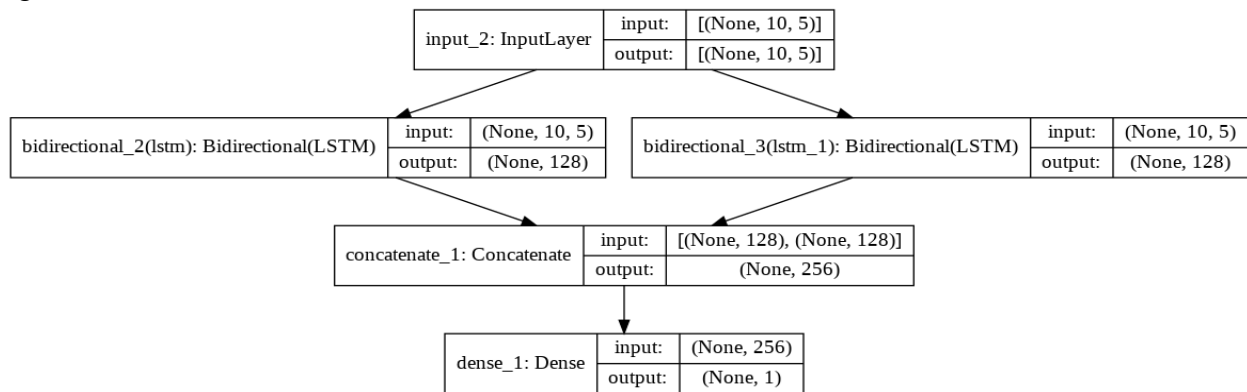 input_2: InputLayer
input: [(None, 10, 5)]
output: [(None, 10, 5)]
bidirectional_2(lstm): Bidirectional(LSTM)
input: (None, 10, 5)
output: (None, 128)
bidirectional_3(lstm_1): Bidirectional(LSTM)
input: (None, 10, 5)
output: (None, 128)
concatenate_1: Concatenate
input: [(None, 128), (None, 128)]
output: (None, 256)
dense_1: Dense
input: (None, 256)
output: (None, 1)